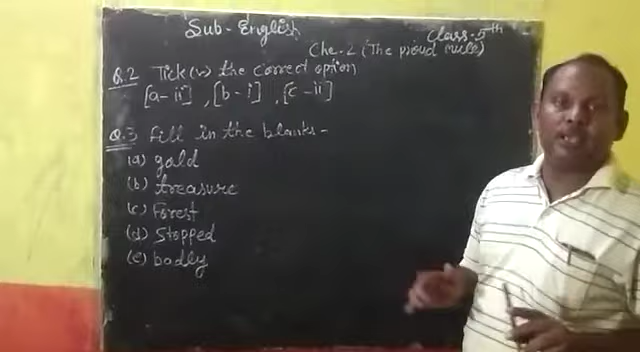 Sub- English
Class-5th
Che-2 (The proud mule)
Q.2 Tick(v) the correct option
[a- ii] , [b - i] , [c - ii]
Q.3 Fill in the blanks-
(a) gold
(b) treasure
(c) Forest
(d) Stopped
(e) badly